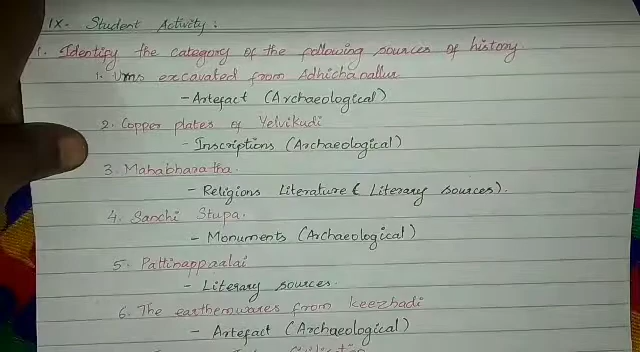 IX. Student Activity:
1. Identify the category of the following sources of history.
1. Urns excavated from Adhichanallur
- Artefact (Archaeological)
2. Copper plates of Velvikudi
- Inscriptions (Archaeological)
3. Mahabharatha.
- Religions Literature (Literary sources).
4. Sanchi Stupa.
- Monuments (Archaeological)
5. Pattinappaalai
- Literary sources.
6. The earthernwares from keezhadi
- Artefact (Archaeological)